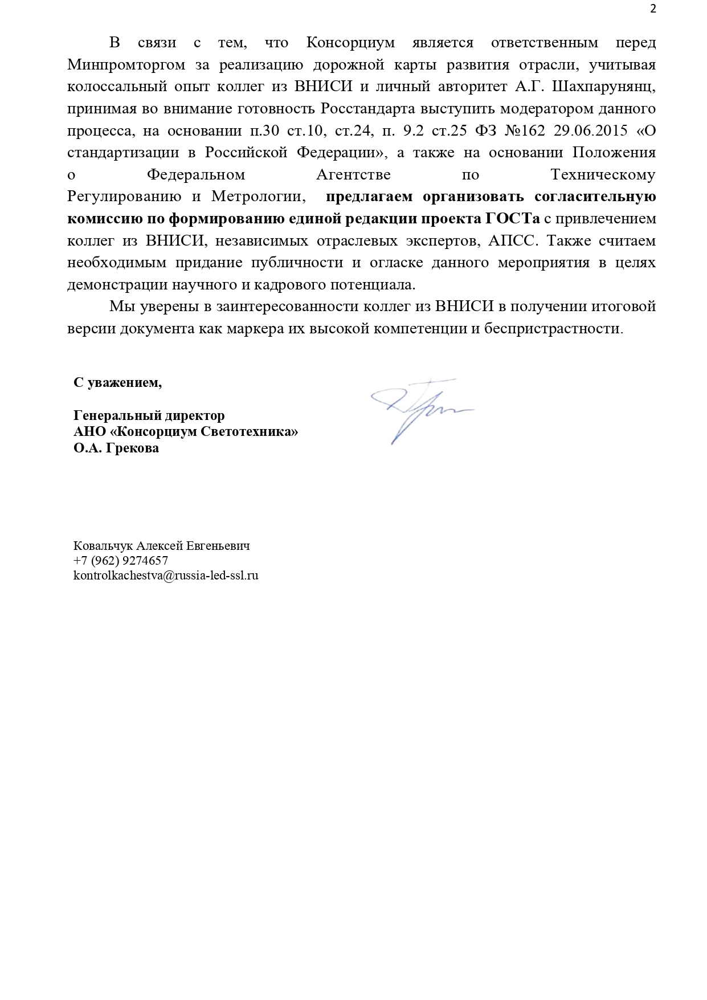 2
В связи с тем, что Консорциум является ответственным перед
Минпромторгом за реализацию дорожной карты развития отрасли, учитывая
колоссальный опыт коллег из ВНИСИ и личный авторитет А.Г. Шахпарунянц,
принимая во внимание готовность Росстандарта выступить модератором данного
процесса, на основании п.30 ст.10, ст.24, п. 9.2 ст.25 ФЗ №162 29.06.2015 «О
стандартизации в Российской Федерации», а также на основании Положения
о Федеральном Агентстве по Техническому
Регулированию и Метрологии, предлагаем организовать согласительную
комиссию по формированию единой редакции проекта ГОСТа с привлечением
коллег из ВНИСИ, независимых отраслевых экспертов, АПСС. Также считаем
необходимым придание публичности и огласке данного мероприятия в целях
демонстрации научного и кадрового потенциала.
Мы уверены в заинтересованности коллег из ВНИСИ в получении итоговой
версии документа как маркера их высокой компетенции и беспристрастности.
С уважением,
Генеральный директор
АНО «Консорциум Светотехника»
О.А. Грекова
Ковальчук Алексей Евгеньевич
+7 (962) 9274657
kontrolkachestva@russia-led-ssl.ru